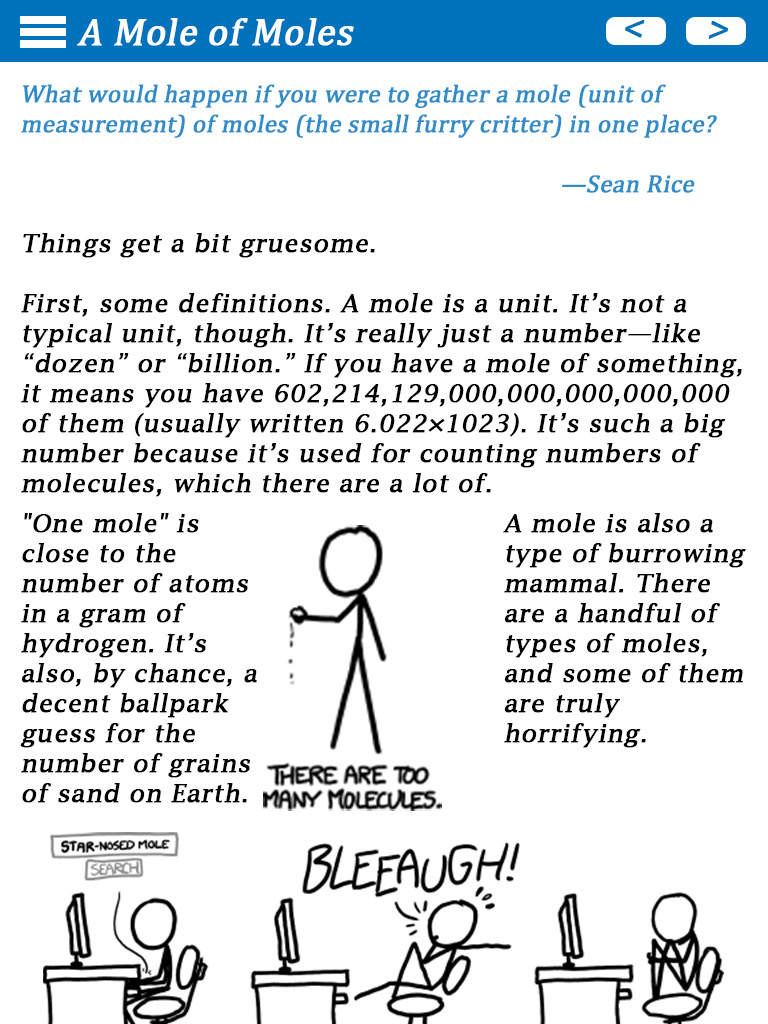 A Mole of Moles
< >
What would happen if you were to gather a mole (unit of
measurement) of moles (the small furry critter) in one place?
—Sean Rice
Things get a bit gruesome.
First, some definitions. A mole is a unit. It’s not a
typical unit, though. It’s really just a number—like
“dozen” or “billion.” If you have a mole of something,
it means you have 602,214,129,000,000,000,000,000
of them (usually written 6.022×1023). It’s such a big
number because it’s used for counting numbers of
molecules, which there are a lot of.
"One mole" is
close to the
number of atoms
in a gram of
hydrogen. It’s
also, by chance, a
decent ballpark
guess for the
number of grains
of sand on Earth.
THERE ARE TOO
MANY MOLECULES.
A mole is also a
type of burrowing
mammal. There
are a handful of
types of moles,
and some of them
are truly
horrifying.
STAR-NOSED MOLE
SEARCH
BLEEAUGH!